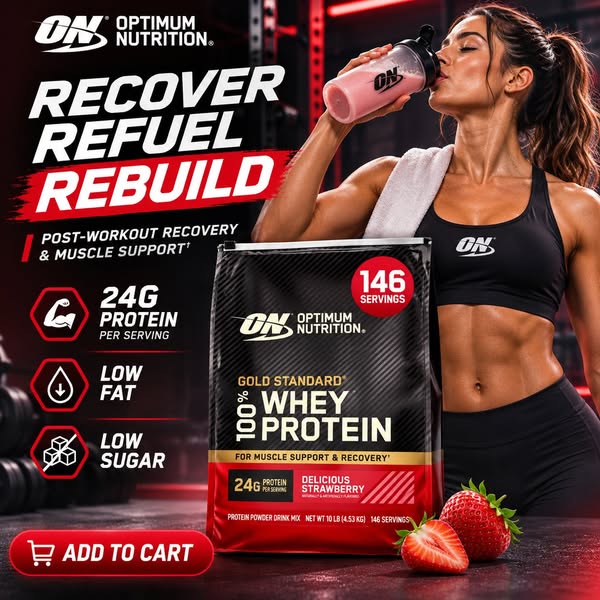 ON® OPTIMUM
NUTRITION®
RECOVER
REFUEL
REBUILD
POST-WORKOUT RECOVERY
& MUSCLE SUPPORT†
24G
PROTEIN
PER SERVING
LOW
FAT
LOW
SUGAR
ADD TO CART
ON
ON
146
SERVINGS
ON® OPTIMUM
NUTRITION®
GOLD STANDARD®
100% WHEY
PROTEIN
FOR MUSCLE SUPPORT & RECOVERY†
24G PROTEIN
PER SERVING
DELICIOUS
STRAWBERRY
NATURALLY & ARTIFICIALLY FLAVORED
PROTEIN POWDER DRINK MIX NET WT 10 LB (4.53 KG) 146 SERVINGS